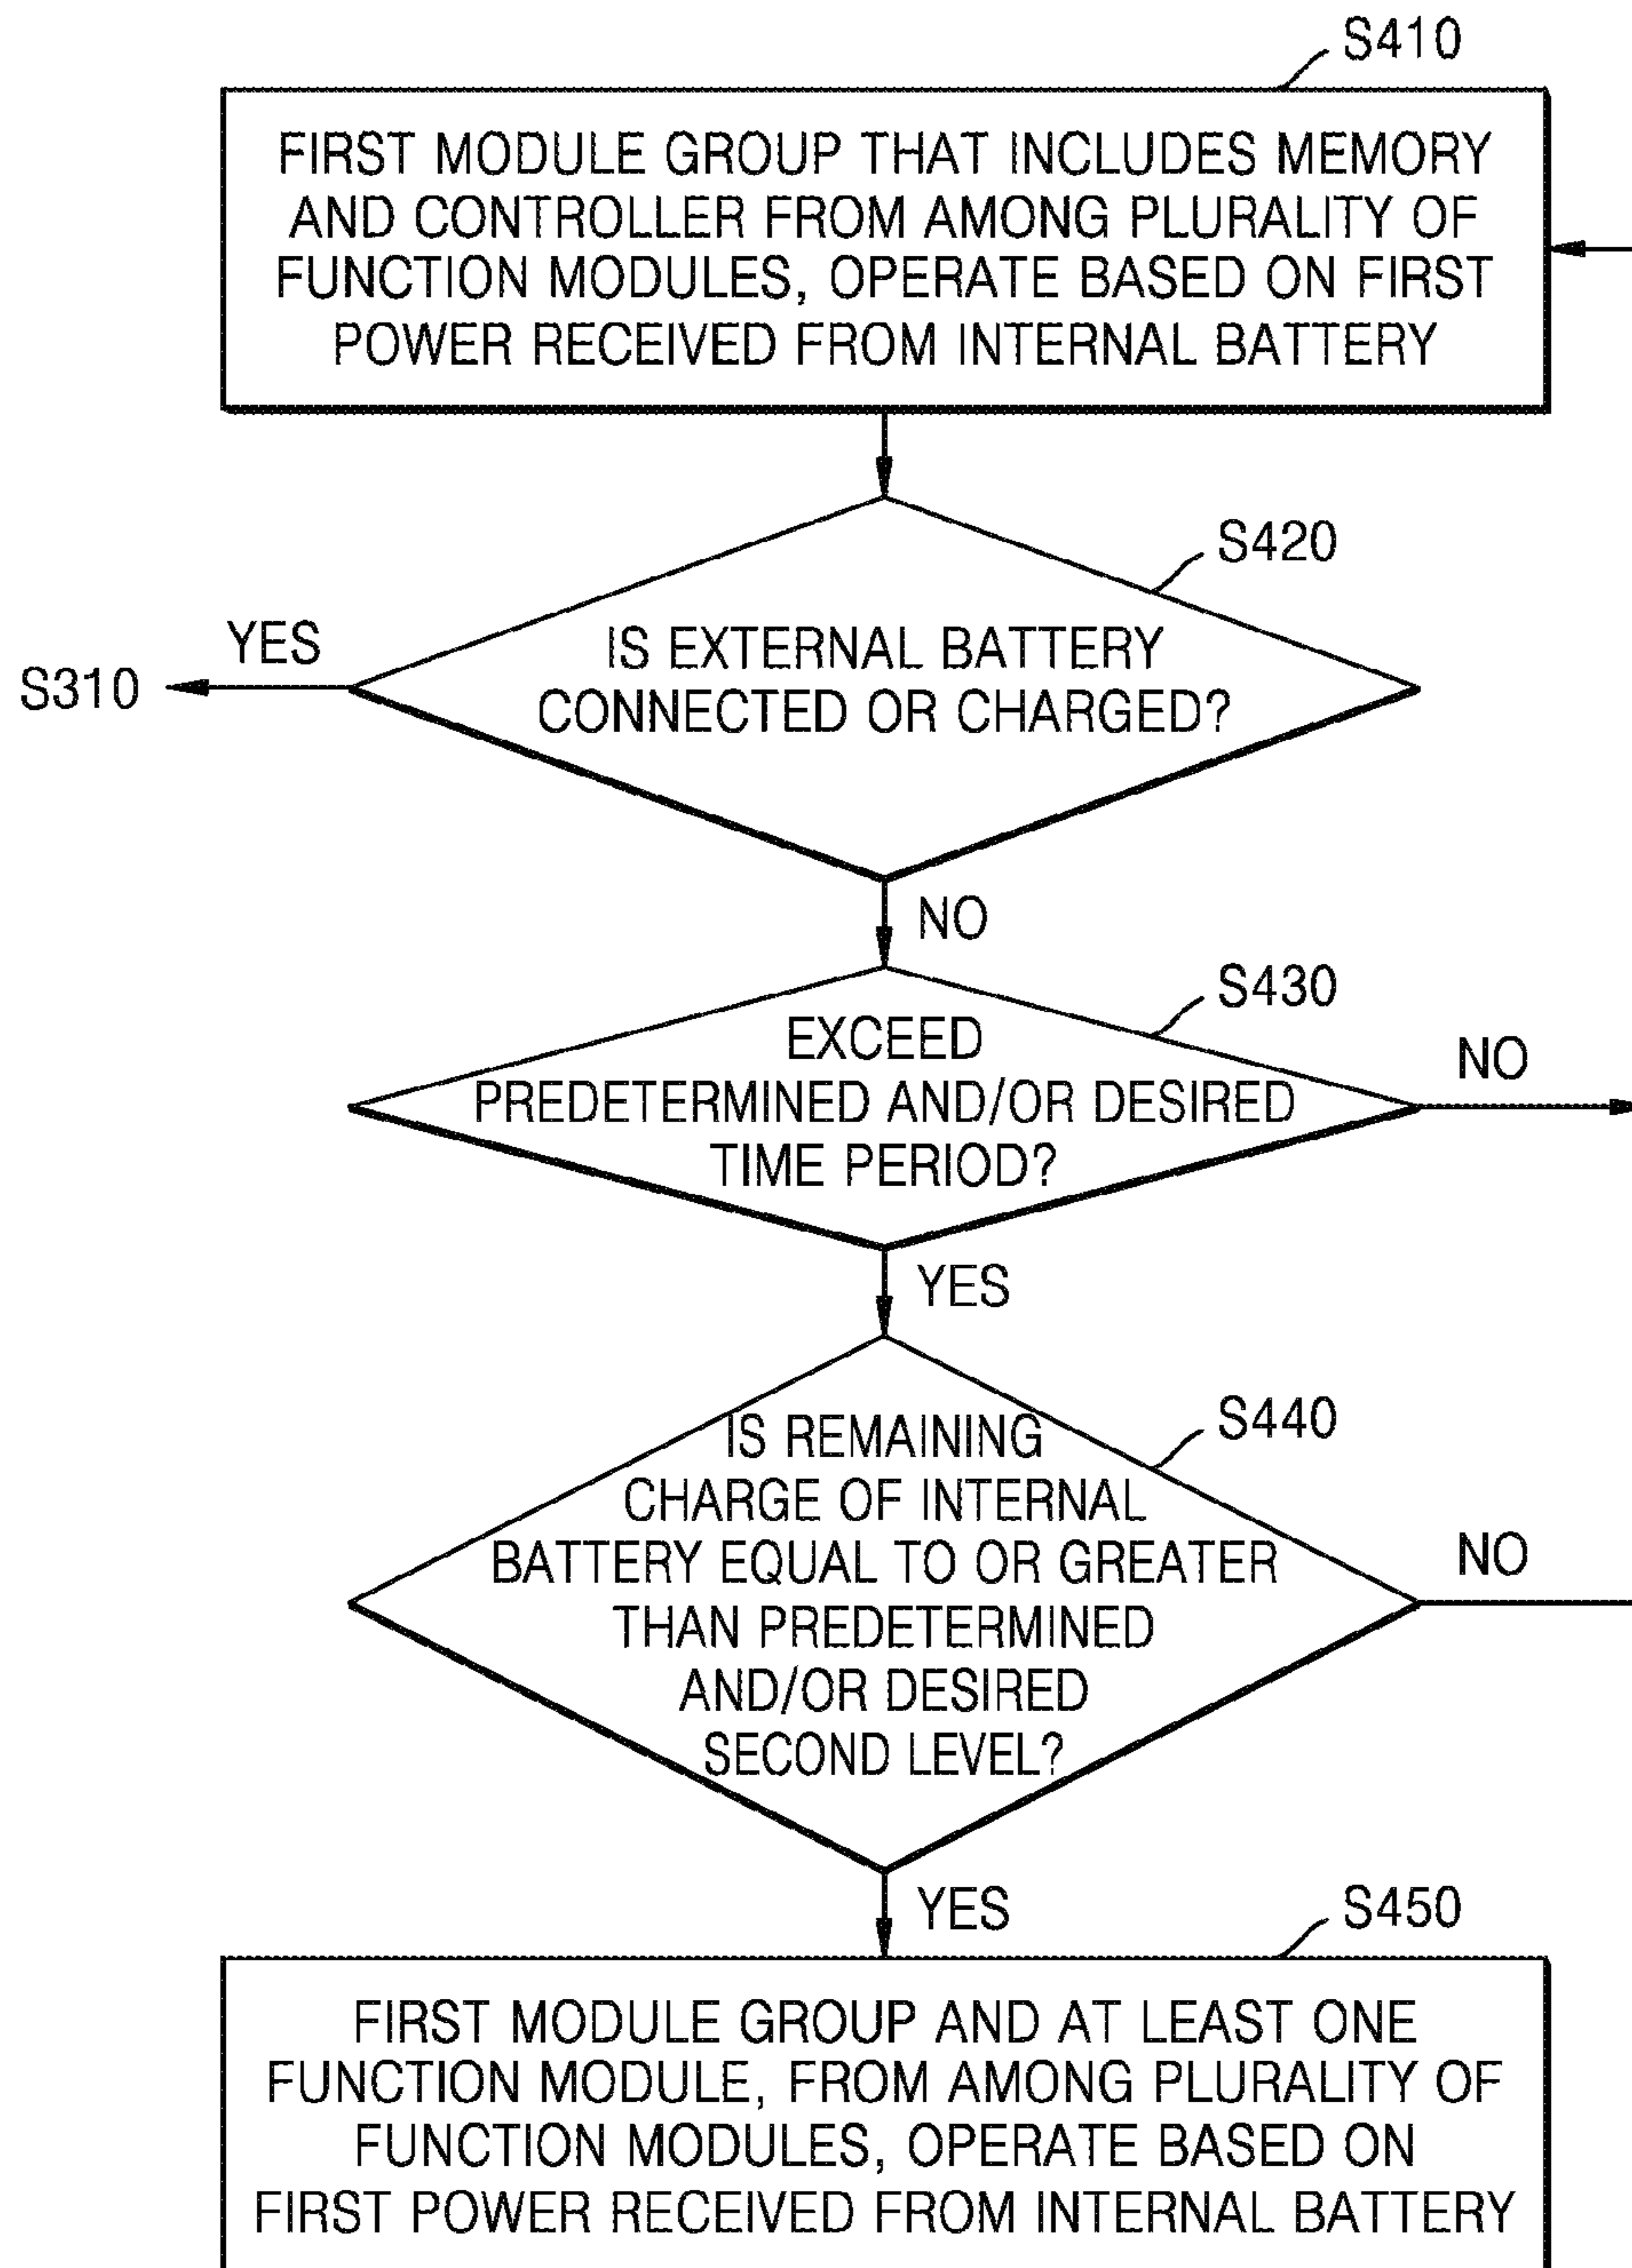 S410
FIRST MODULE GROUP THAT INCLUDES MEMORY
AND CONTROLLER FROM AMONG PLURALITY OF
FUNCTION MODULES, OPERATE BASED ON FIRST
POWER RECEIVED FROM INTERNAL BATTERY
S420
YES
S310
IS EXTERNAL BATTERY
CONNECTED OR CHARGED?
NO
S430
EXCEED
PREDETERMINED AND/OR DESIRED
TIME PERIOD?
NO
YES
S440
IS REMAINING
CHARGE OF INTERNAL
BATTERY EQUAL TO OR GREATER
THAN PREDETERMINED
AND/OR DESIRED
SECOND LEVEL?
NO
YES
S450
FIRST MODULE GROUP AND AT LEAST ONE
FUNCTION MODULE, FROM AMONG PLURALITY OF
FUNCTION MODULES, OPERATE BASED ON
FIRST POWER RECEIVED FROM INTERNAL BATTERY